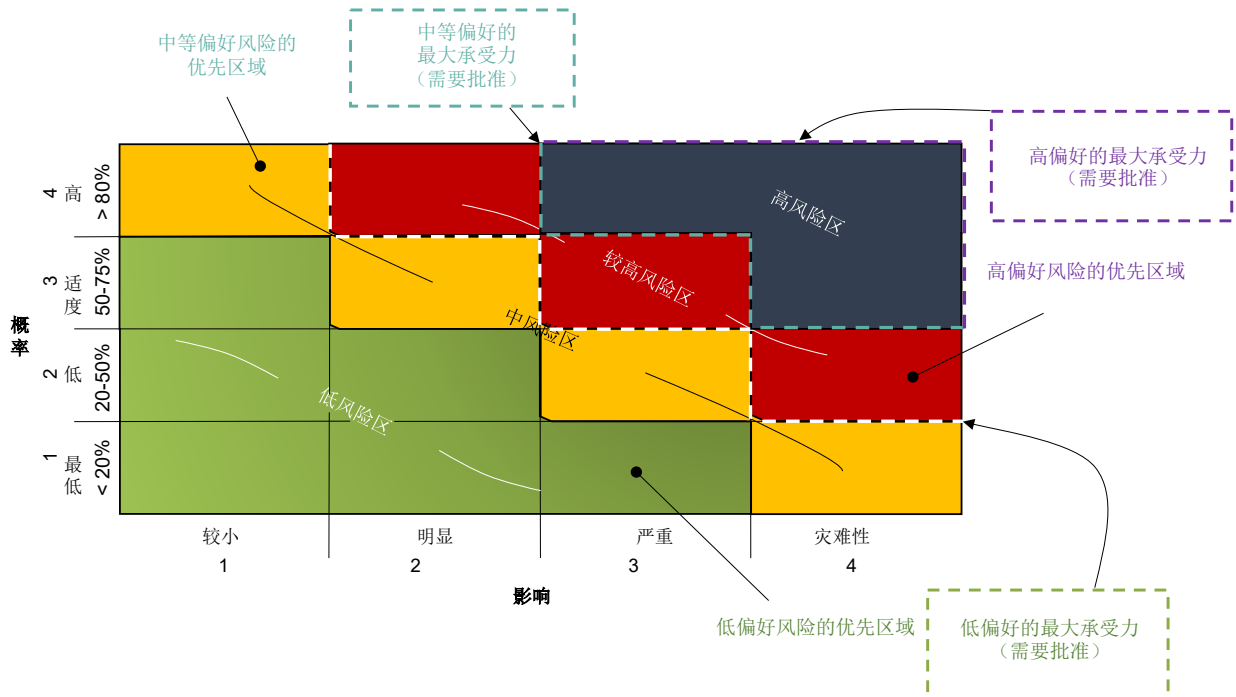 中等偏好风险的
优先区域
中等偏好的
最大承受力
（需要批准）
高偏好的最大承受力
（需要批准）
高偏好风险的优先区域
概
率
4
高
> 80%
3
适
度
50-75%
2
低
20-50%
1
最
低
< 20%
高风险区
较高风险区
中风险区
低风险区
较小
明显
严重
灾难性
1
2
3
4
影响
低偏好风险的优先区域
低偏好的最大承受力
（需要批准）